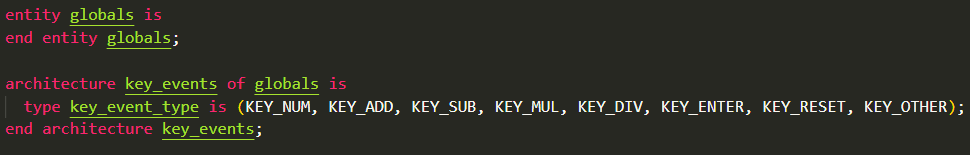 entity globals is
end entity globals;
architecture key_events of globals is
type key_event_type is (KEY_NUM, KEY_ADD, KEY_SUB, KEY_MUL, KEY_DIV, KEY_ENTER, KEY_RESET, KEY_OTHER);
end architecture key_events;